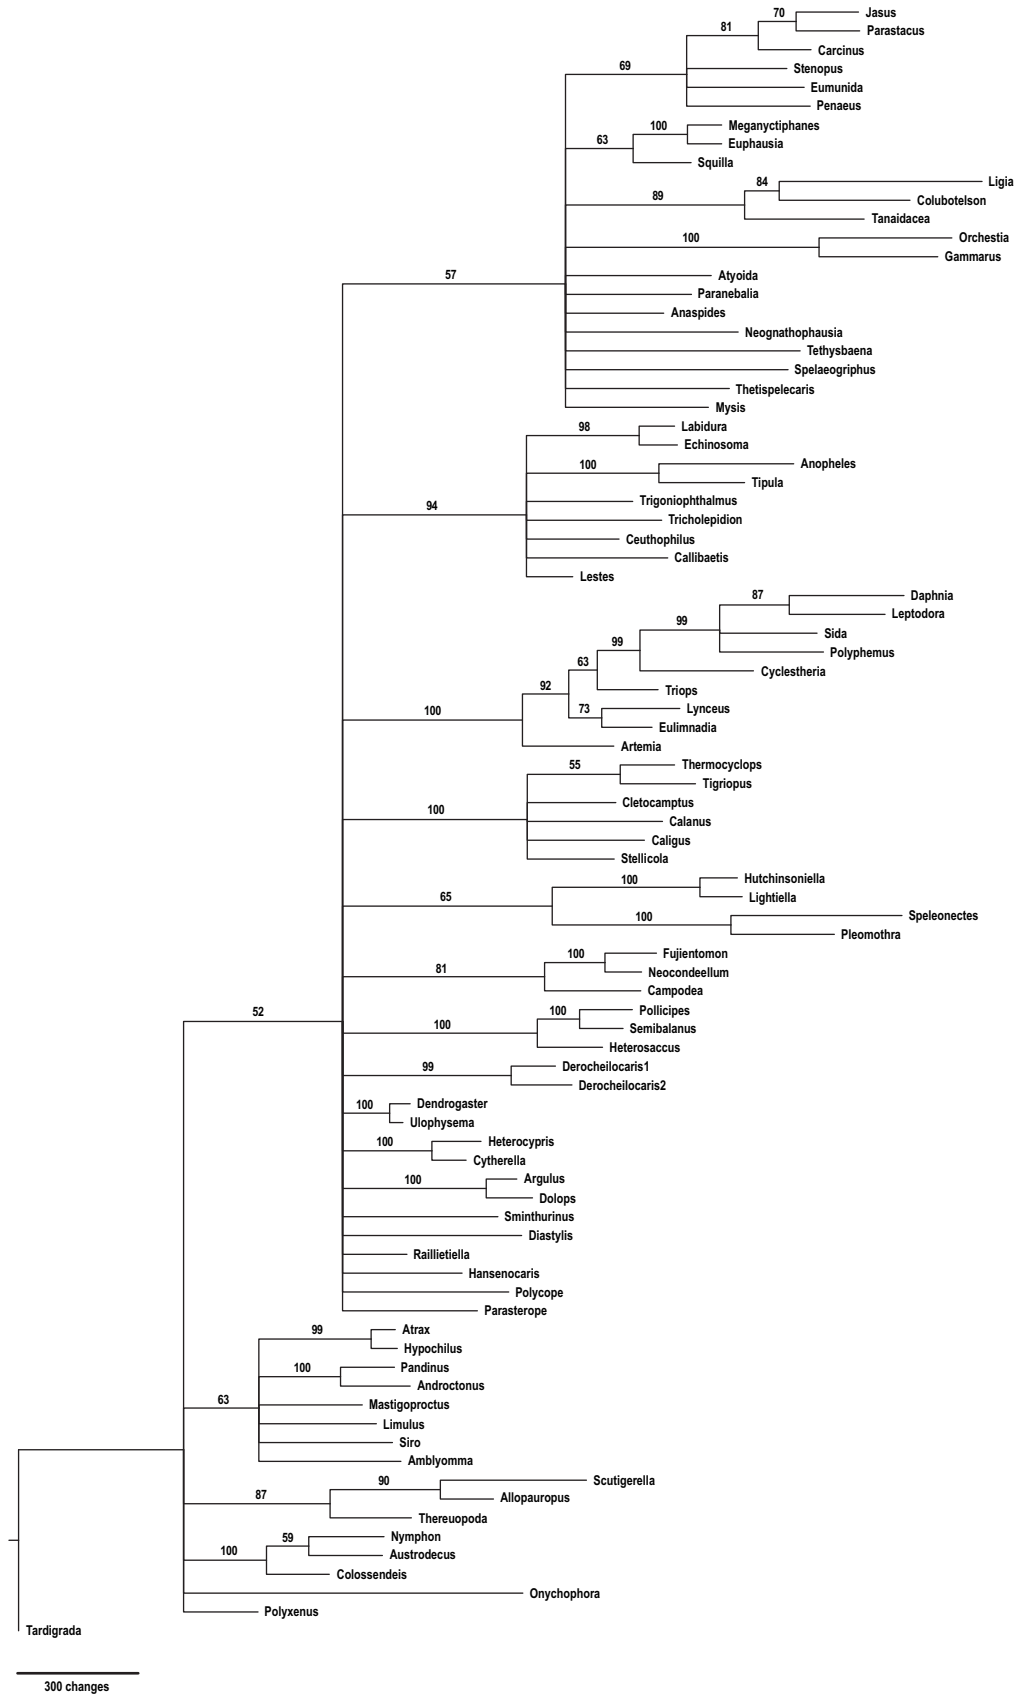 70 Jasus
81 Parastacus
Carcinus
69 Stenopus
Eumunida
Penaeus
100 Meganyctiphanes
63 Euphausia
Squilla
84 Ligia
89 Colubotelson
Tanaidacea
100 Orchestia
Gammarus
57 Atyoida
Paranebalia
Anaspides
Neognathophausia
Tethysbaena
Spelaeogriphus
Thetispelecaris
Mysis
98 Labidura
Echinosoma
100 Anopheles
Tipula
94 Trigoniophthalmus
Tricholepidion
Ceuthophilus
Callibaetis
Lestes
87 Daphnia
99 Leptodora
Sida
99 Polyphemus
63 Cyclestheria
92 Triops
73 Lynceus
100 Eulimnadia
Artemia
55 Thermocyclops
Tigriopus
100 Cletocamptus
Calanus
Caligus
Stellicola
100 Hutchinsoniella
65 Lightiella
100 Speleonectes
Pleomothra
100 Fujientomon
81 Neocondeellum
Campodea
52 100 Pollicipes
100 Semibalanus
Heterosaccus
99 Derocheilocaris1
Derocheilocaris2
100 Dendrogaster
Ulophysema
100 Heterocypris
Cytherella
100 Argulus
Dolops
Sminthurinus
Diastylis
Raillietiella
Hansenocaris
Polycope
Parasterope
99 Atrax
Hypochilus
100 Pandinus
Androctonus
63 Mastigoproctus
Limulus
Siro
Amblyomma
90 Scutigerella
87 Allopauropus
Thereuopoda
59 Nymphon
100 Austrodecus
Colossendeis
Onychophora
Polyxenus
Tardigrada
300 changes